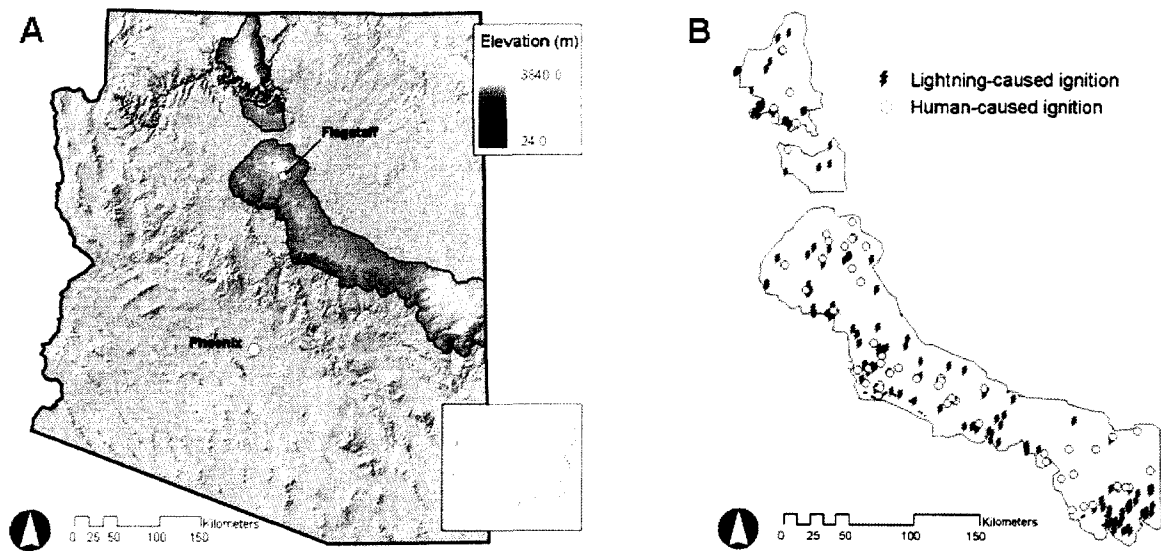 A
Elevation (m)
3840.0
24.0
Flagstaff
Phoenix
0 25 50 100 150
Kilometers
B
Lightning-caused ignition
Human-caused ignition
0 25 50 100 150
Kilometers